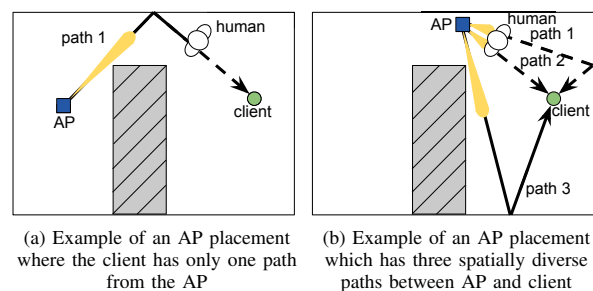 path 1
human
AP
client
AP
human
path 1
path 2
client
path 3
(a) Example of an AP placement
where the client has only one path
from the AP
(b) Example of an AP placement
which has three spatially diverse
paths between AP and client